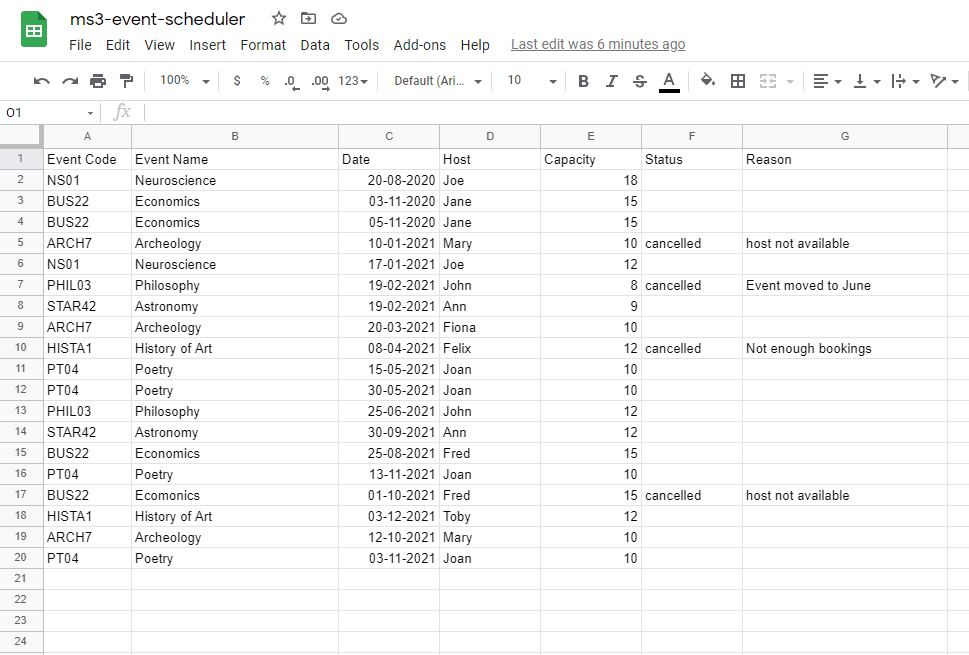 ms3-event-scheduler
File Edit View Insert Format Data Tools Add-ons Help Last edit was 6 minutes ago
100% $ % .0 .00 123 Default (Ari... 10 B I S A
O1 fx
A B C D E F G
1 Event Code Event Name Date Host Capacity Status Reason
2 NS01 Neuroscience 20-08-2020 Joe 18
3 BUS22 Economics 03-11-2020 Jane 15
4 BUS22 Economics 05-11-2020 Jane 15
5 ARCH7 Archeology 10-01-2021 Mary 10 cancelled host not available
6 NS01 Neuroscience 17-01-2021 Joe 12
7 PHIL03 Philosophy 19-02-2021 John 8 cancelled Event moved to June
8 STAR42 Astronomy 19-02-2021 Ann 9
9 ARCH7 Archeology 20-03-2021 Fiona 10
10 HISTA1 History of Art 08-04-2021 Felix 12 cancelled Not enough bookings
11 PT04 Poetry 15-05-2021 Joan 10
12 PT04 Poetry 30-05-2021 Joan 10
13 PHIL03 Philosophy 25-06-2021 John 12
14 STAR42 Astronomy 30-09-2021 Ann 12
15 BUS22 Economics 25-08-2021 Fred 15
16 PT04 Poetry 13-11-2021 Joan 10
17 BUS22 Ecomonics 01-10-2021 Fred 15 cancelled host not available
18 HISTA1 History of Art 03-12-2021 Toby 12
19 ARCH7 Archeology 12-10-2021 Mary 10
20 PT04 Poetry 03-11-2021 Joan 10
21
22
23
24